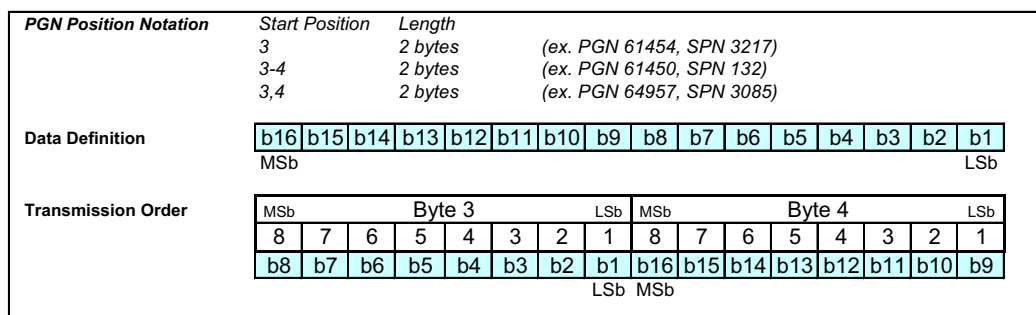 PGN Position Notation Start Position Length
3 2 bytes (ex. PGN 61454, SPN 3217)
3-4 2 bytes (ex. PGN 61450, SPN 132)
3,4 2 bytes (ex. PGN 64957, SPN 3085)
Data Definition b16 b15 b14 b13 b12 b11 b10 b9 b8 b7 b6 b5 b4 b3 b2 b1
MSb LSb
Transmission Order MSb Byte 3 LSb MSb Byte 4 LSb
8 7 6 5 4 3 2 1 8 7 6 5 4 3 2 1
b8 b7 b6 b5 b4 b3 b2 b1 b16 b15 b14 b13 b12 b11 b10 b9
LSb MSb